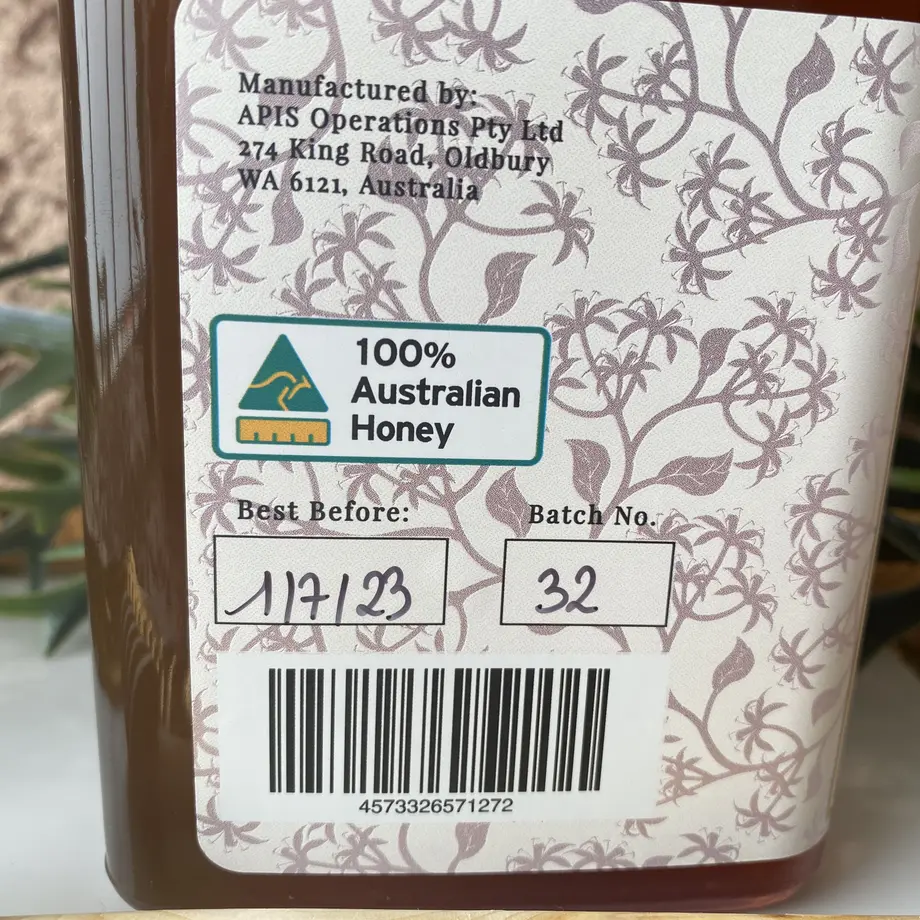 Manufactured by:
APIS Operations Pty Ltd
274 King Road, Oldbury
WA 6121, Australia
100%
Australian
Honey
Best Before:
1/7/23
Batch No.
32
4573326571272